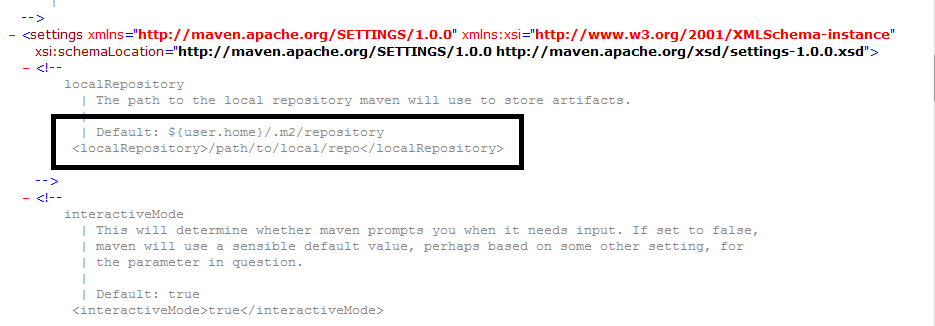 -->
- <settings xmlns="http://maven.apache.org/SETTINGS/1.0.0" xmlns:xsi="http://www.w3.org/2001/XMLSchema-instance"
xsi:schemaLocation="http://maven.apache.org/SETTINGS/1.0.0 http://maven.apache.org/xsd/settings-1.0.0.xsd">
- <!--
localRepository
| The path to the local repository maven will use to store artifacts.
|
| Default: ${user.home}/.m2/repository
<localRepository>/path/to/local/repo</localRepository>
-->
- <!--
interactiveMode
| This will determine whether maven prompts you when it needs input. If set to false,
| maven will use a sensible default value, perhaps based on some other setting, for
| the parameter in question.
|
| Default: true
<interactiveMode>true</interactiveMode>